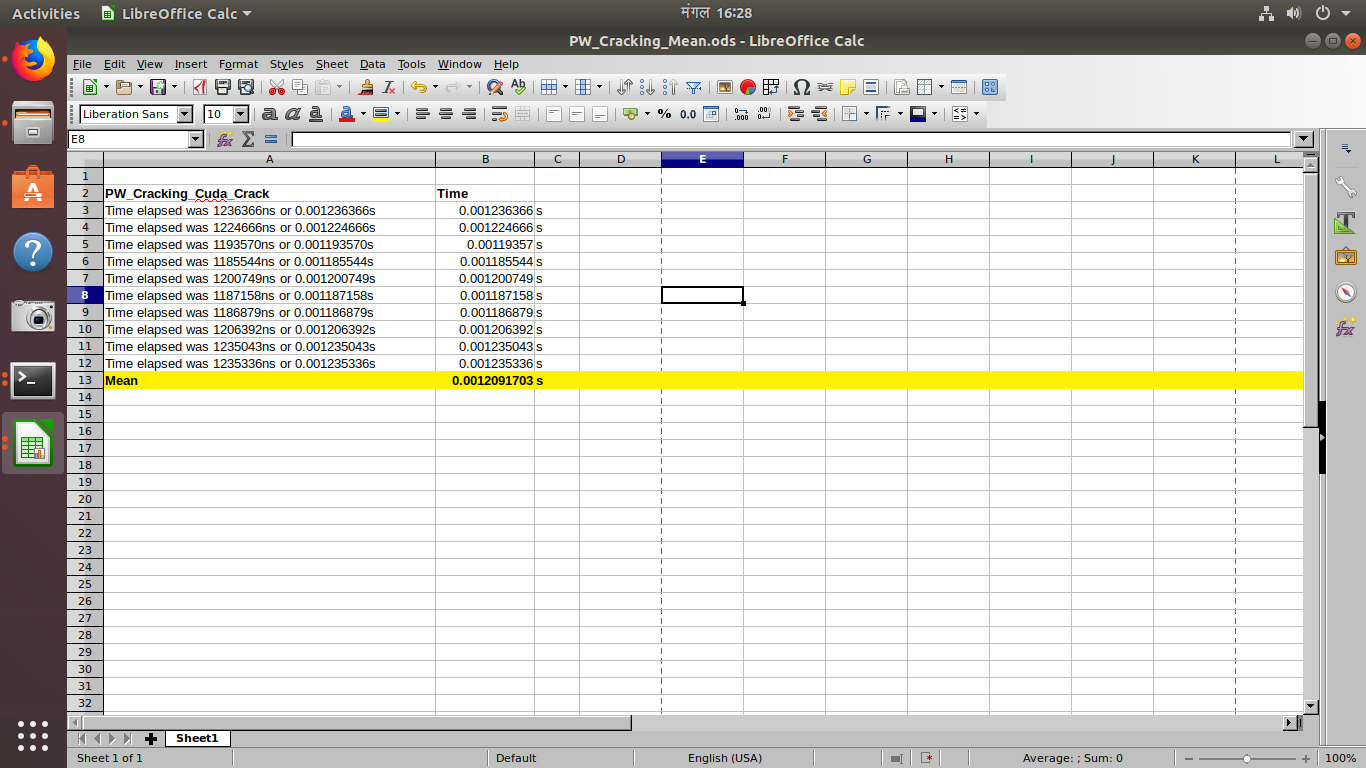 Activities LibreOffice Calc मंगल 16:28
PW_Cracking_Mean.ods - LibreOffice Calc
File Edit View Insert Format Styles Sheet Data Tools Window Help
Liberation Sans 10
E8
A B C D E F G H I J K L
1
2 PW_Cracking_Cuda_Crack Time
3 Time elapsed was 1236366ns or 0.001236366s 0.001236366 s
4 Time elapsed was 1224666ns or 0.001224666s 0.001224666 s
5 Time elapsed was 1193570ns or 0.001193570s 0.00119357 s
6 Time elapsed was 1185544ns or 0.001185544s 0.001185544 s
7 Time elapsed was 1200749ns or 0.001200749s 0.001200749 s
8 Time elapsed was 1187158ns or 0.001187158s 0.001187158 s
9 Time elapsed was 1186879ns or 0.001186879s 0.001186879 s
10 Time elapsed was 1206392ns or 0.001206392s 0.001206392 s
11 Time elapsed was 1235043ns or 0.001235043s 0.001235043 s
12 Time elapsed was 1235336ns or 0.001235336s 0.001235336 s
13 Mean 0.0012091703 s
14
15
16
17
18
19
20
21
22
23
24
25
26
27
28
29
30
31
32
Sheet1
Sheet 1 of 1 Default English (USA) Average: ; Sum: 0 100%